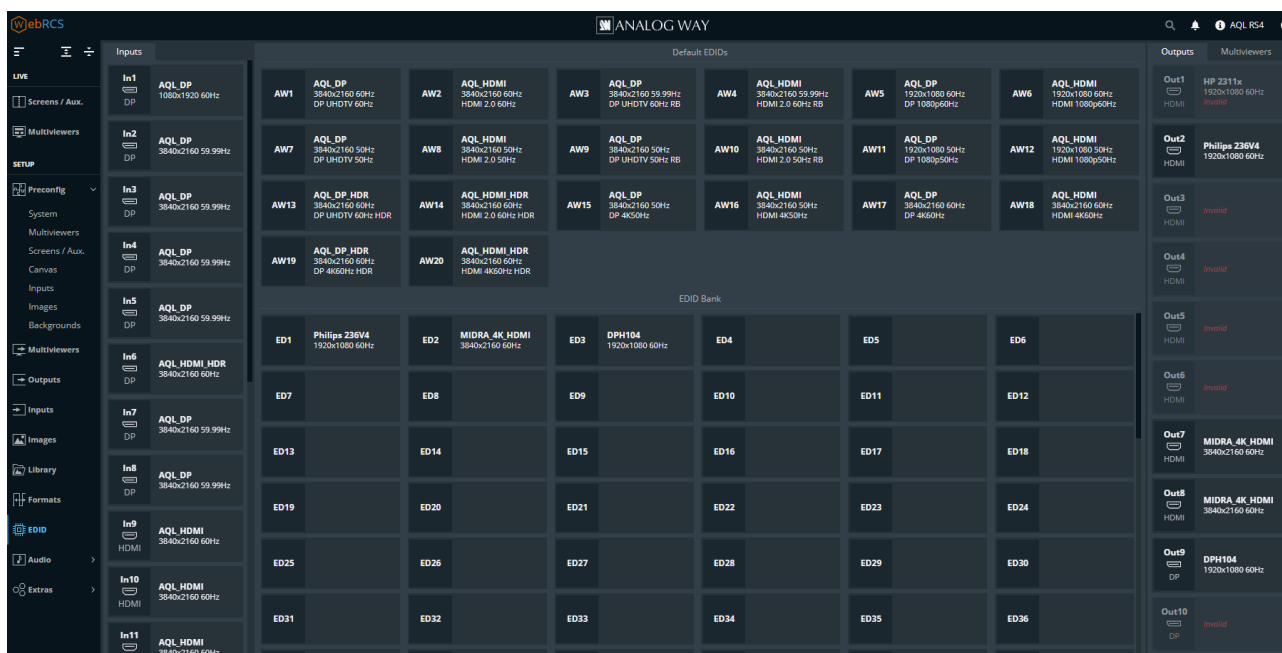 WebRCS
ANALOG WAY
AQL RS4
LIVE
Screens / Aux.
Multiviewers
SETUP
Preconfig
System
Multiviewers
Screens / Aux.
Canvas
Inputs
Images
Backgrounds
Multiviewers
Outputs
Inputs
Images
Library
Formats
EDID
Audio
Extras
Inputs
In1
DP
AQL_DP
1080x1920 60Hz
In2
DP
AQL_DP
3840x2160 59.99Hz
In3
DP
AQL_DP
3840x2160 59.99Hz
In4
DP
AQL_DP
3840x2160 59.99Hz
In5
DP
AQL_DP
3840x2160 59.99Hz
In6
DP
AQL_HDMI_HDR
3840x2160 60Hz
In7
DP
AQL_DP
3840x2160 59.99Hz
In8
DP
AQL_DP
3840x2160 59.99Hz
In9
HDMI
AQL_HDMI
3840x2160 60Hz
In10
HDMI
AQL_HDMI
3840x2160 60Hz
In11
AQL_HDMI
3840x2160 60Hz
Default EDIDs
AW1
AQL_DP
3840x2160 60Hz
DP UHDTV 60Hz
AW2
AQL_HDMI
3840x2160 60Hz
HDMI 2.0 60Hz
AW3
AQL_DP
3840x2160 59.99Hz
DP UHDTV 60Hz RB
AW4
AQL_HDMI
3840x2160 59.99Hz
HDMI 2.0 60Hz RB
AW5
AQL_DP
1920x1080 60Hz
DP 1080p60Hz
AW6
AQL_HDMI
1920x1080 60Hz
HDMI 1080p60Hz
AW7
AQL_DP
3840x2160 50Hz
DP UHDTV 50Hz
AW8
AQL_HDMI
3840x2160 50Hz
HDMI 2.0 50Hz
AW9
AQL_DP
3840x2160 50Hz
DP UHDTV 50Hz RB
AW10
AQL_HDMI
3840x2160 50Hz
HDMI 2.0 50Hz RB
AW11
AQL_DP
1920x1080 50Hz
DP 1080p50Hz
AW12
AQL_HDMI
1920x1080 50Hz
HDMI 1080p50Hz
AW13
AQL_DP_HDR
3840x2160 60Hz
DP UHDTV 60Hz HDR
AW14
AQL_HDMI_HDR
3840x2160 60Hz
HDMI 2.0 60Hz HDR
AW15
AQL_DP
3840x2160 50Hz
DP 4K50Hz
AW16
AQL_HDMI
3840x2160 50Hz
HDMI 4K50Hz
AW17
AQL_DP
3840x2160 60Hz
DP 4K60Hz
AW18
AQL_HDMI
3840x2160 60Hz
HDMI 4K60Hz
AW19
AQL_DP_HDR
3840x2160 60Hz
DP 4K60Hz HDR
AW20
AQL_HDMI_HDR
3840x2160 60Hz
HDMI 4K60Hz HDR
EDID Bank
ED1
Philips 236V4
1920x1080 60Hz
ED2
MIDRA_4K_HDMI
3840x2160 60Hz
ED3
DPH104
1920x1080 60Hz
ED4
ED5
ED6
ED7
ED8
ED9
ED10
ED11
ED12
ED13
ED14
ED15
ED16
ED17
ED18
ED19
ED20
ED21
ED22
ED23
ED24
ED25
ED26
ED27
ED28
ED29
ED30
ED31
ED32
ED33
ED34
ED35
ED36
Outputs
Multiviewers
Out1
HDMI
HP 2311x
1920x1080 60Hz
Invalid
Out2
HDMI
Philips 236V4
1920x1080 60Hz
Out3
HDMI
Invalid
Out4
HDMI
Invalid
Out5
HDMI
Invalid
Out6
HDMI
Invalid
Out7
HDMI
MIDRA_4K_HDMI
3840x2160 60Hz
Out8
HDMI
MIDRA_4K_HDMI
3840x2160 60Hz
Out9
DP
DPH104
1920x1080 60Hz
Out10
DP
Invalid